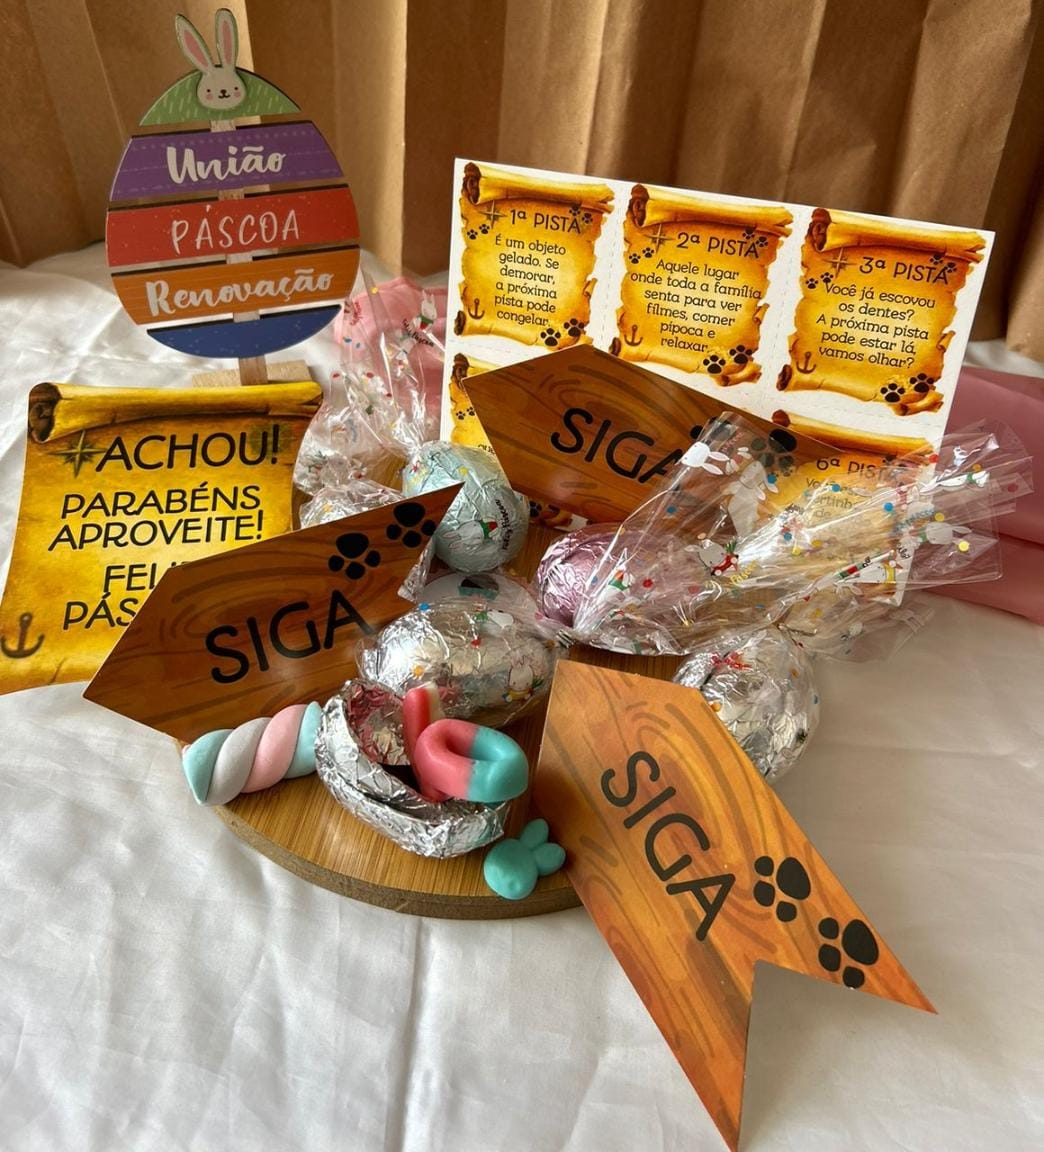 União
PÁSCOA
Renovação
1ª PISTA
É um objeto
gelado. Se
demorar,
a próxima
pista pode
congelar.
2ª PISTA
Aquele lugar
onde toda a família
senta para ver
filmes, comer
pipoca e
relaxar.
3ª PISTA
Você já escovou
os dentes?
A próxima pista
pode estar lá,
vamos olhar?
6ª PISTA
ACHOU!
PARABÉNS
APROVEITE!
SIGA
SIGA
SIGA